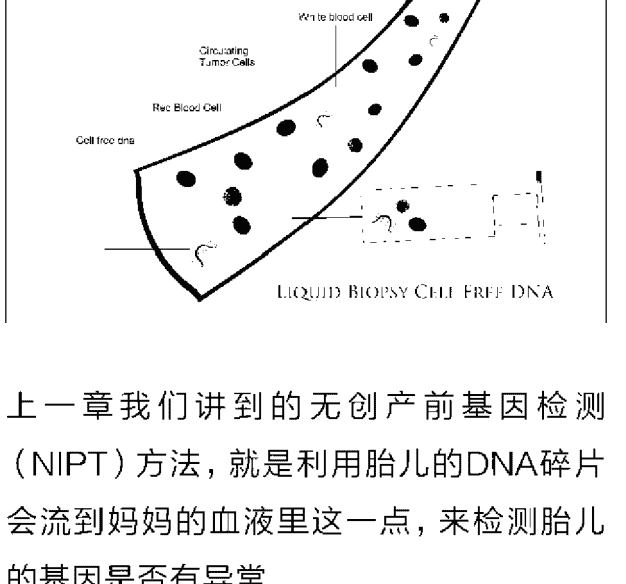 White blood cell
Circulating
Tumor Cells
Red Blood Cell
Cell free dna
LIQUID BIOPSY CELL FREE DNA
上一章我们讲到的无创产前基因检测
（NIPT）方法，就是利用胎儿的DNA碎片
会流到妈妈的血液里这一点，来检测胎儿
的基因是否有异常